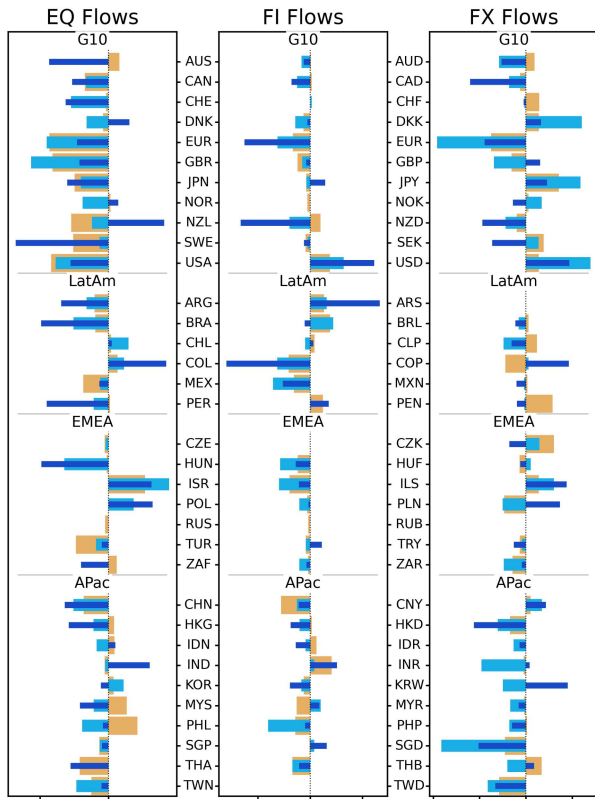 EQ Flows FI Flows FX Flows
G10 G10 G10
AUS AUD
CAN CAD
CHE CHF
DNK DKK
EUR EUR
GBR GBP
JPN JPY
NOR NOK
NZL NZD
SWE SEK
USA USD
LatAm LatAm LatAm
ARG ARS
BRA BRL
CHL CLP
COL COP
MEX MXN
PER PEN
EMEA EMEA EMEA
CZE CZK
HUN HUF
ISR ILS
POL PLN
RUS RUB
TUR TRY
ZAF ZAR
APac APac APac
CHN CNY
HKG HKD
IDN IDR
IND INR
KOR KRW
MYS MYR
PHL PHP
SGP SGD
THA THB
TWN TWD